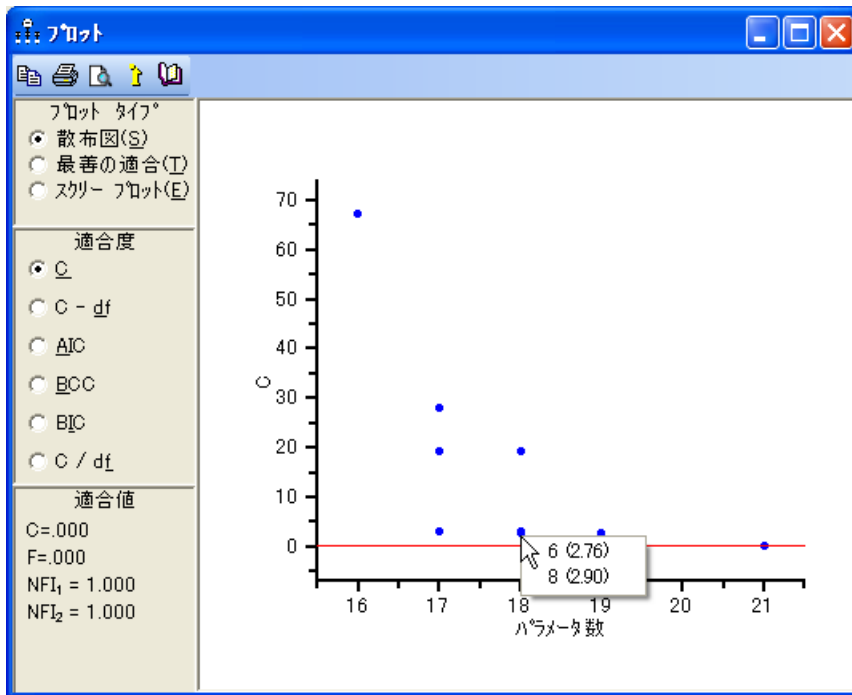 プロット
プロット タイプ
散布図(S)
最善の適合(T)
スクリー プロット(E)
適合度
C
C - df
AIC
BCC
BIC
C / df
適合値
C=.000
F=.000
NFI₁ = 1.000
NFI₂ = 1.000
70
60
50
40
30
20
10
0
C
6 (2.76)
8 (2.90)
16 17 18 19 20 21
パラメータ数